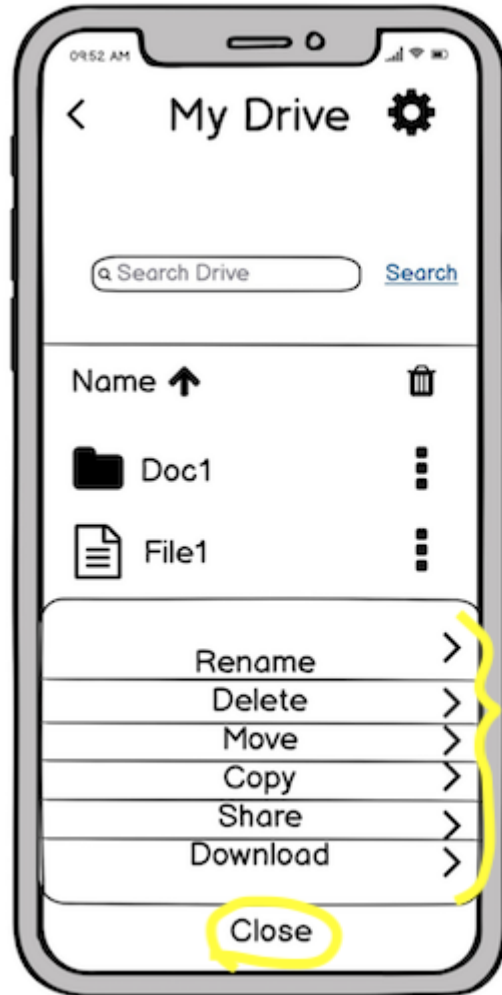 09:52 AM
My Drive
Search Drive Search
Name
Doc1
File1
Rename
Delete
Move
Copy
Share
Download
Close